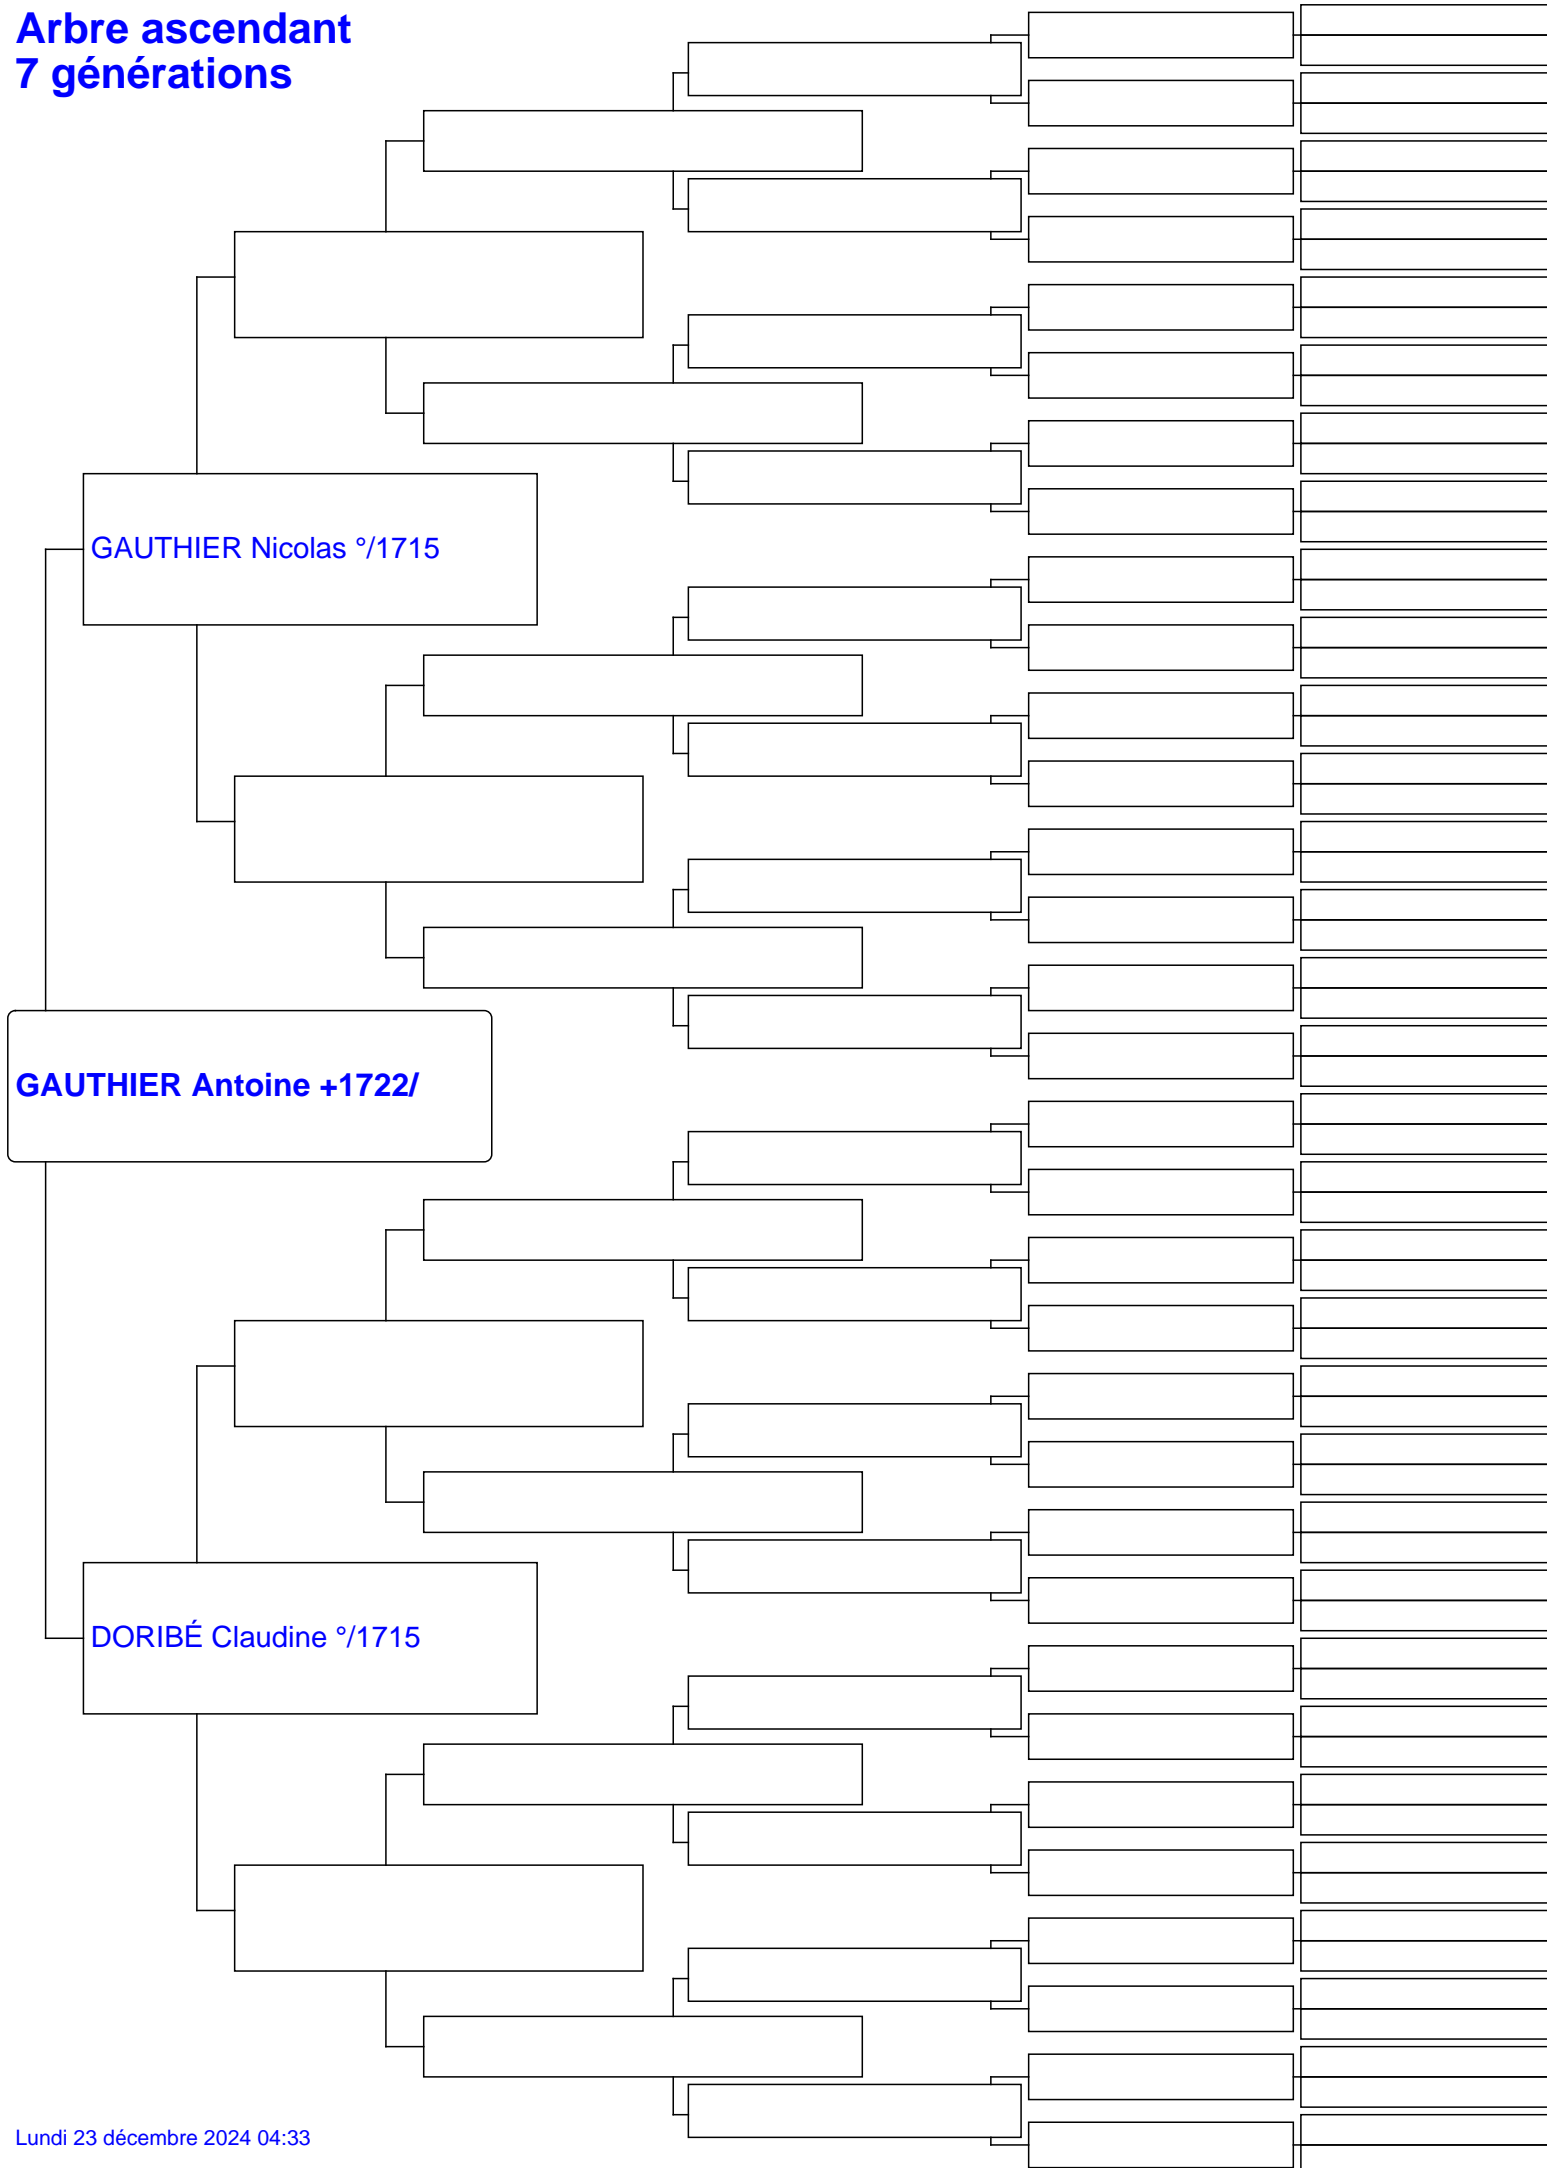 Arbre ascendant
7 générations
GAUTHIER Nicolas °/1715
GAUTHIER Antoine +1722/
DORIBÉ Claudine °/1715
Lundi 23 décembre 2024 04:33